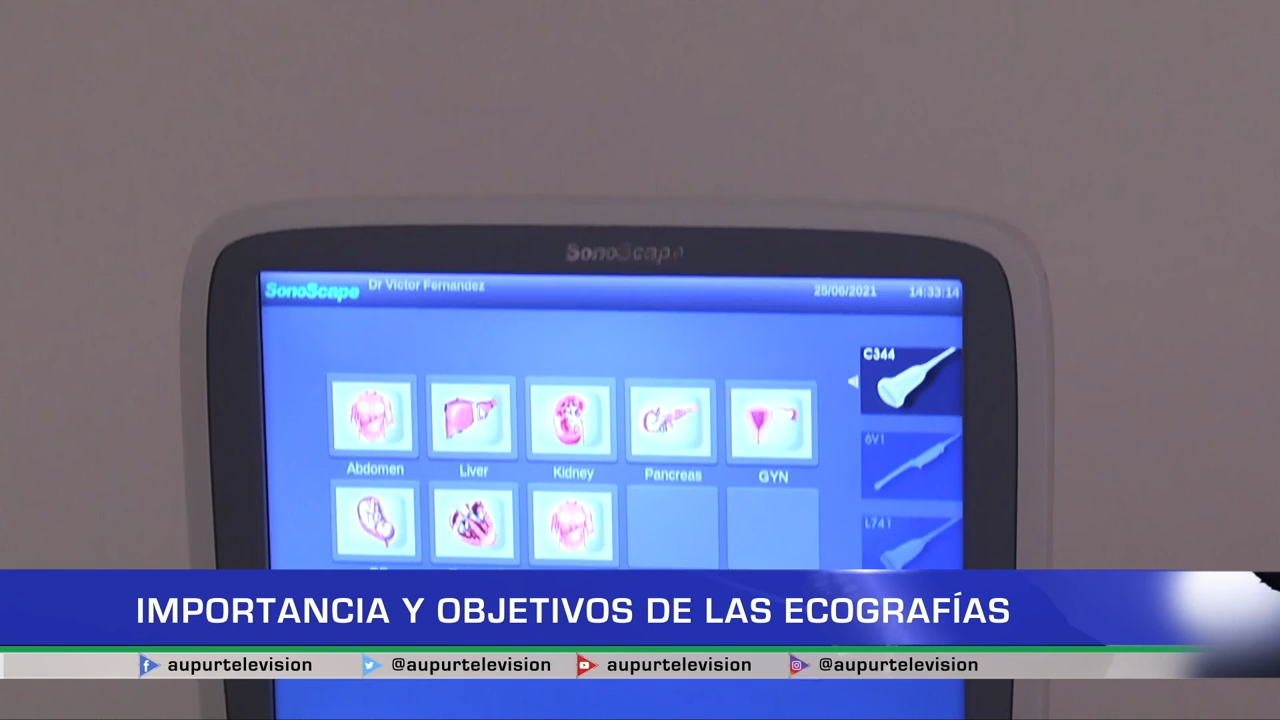 SonoScape
SonoScape Dr Victor Fernandez 25/06/2021 14:33:14
C344
6V1
Abdomen Liver Kidney Pancreas GYN
L741
IMPORTANCIA Y OBJETIVOS DE LAS ECOGRAFÍAS
aupurtelevision @aupurtelevision aupurtelevision @aupurtelevision